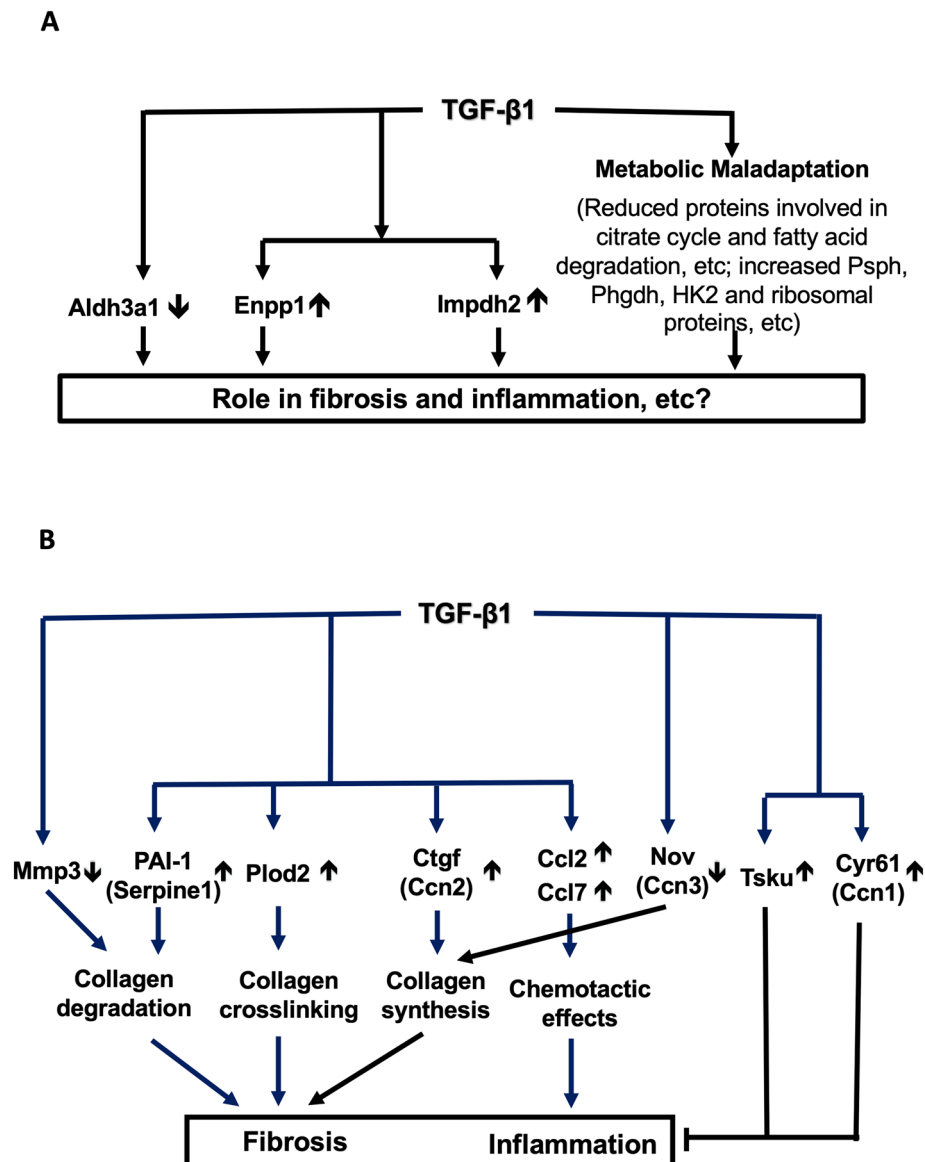 A
TGF-β1
Metabolic Maladaptation
(Reduced proteins involved in
citrate cycle and fatty acid
degradation, etc; increased Psph,
Phgdh, HK2 and ribosomal
proteins, etc)
Aldh3a1
Enpp1
Impdh2
Role in fibrosis and inflammation, etc?
B
TGF-β1
Mmp3
PAI-1
(Serpine1)
Plod2
Ctgf
(Ccn2)
Ccl2
Ccl7
Nov
(Ccn3)
Tsku
Cyr61
(Ccn1)
Collagen
degradation
Collagen
crosslinking
Collagen
synthesis
Chemotactic
effects
Fibrosis
Inflammation